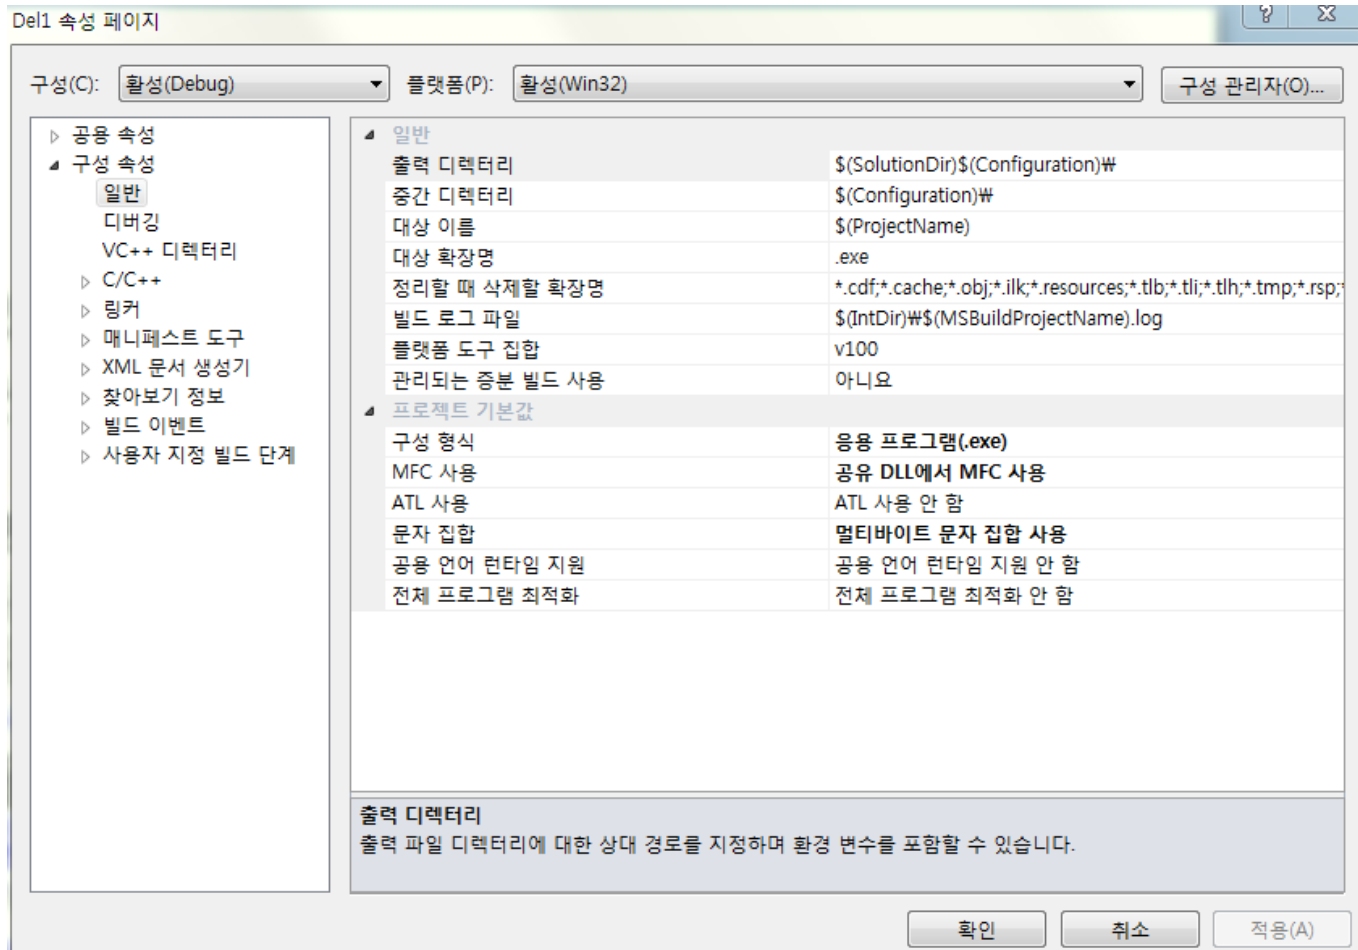 Del1 속성 페이지
구성(C): 활성(Debug) 플랫폼(P): 활성(Win32) 구성 관리자(O)...
공용 속성
구성 속성
일반
디버깅
VC++ 디렉터리
C/C++
링커
매니페스트 도구
XML 문서 생성기
찾아보기 정보
빌드 이벤트
사용자 지정 빌드 단계
일반
출력 디렉터리 $(SolutionDir)$(Configuration)₩
중간 디렉터리 $(Configuration)₩
대상 이름 $(ProjectName)
대상 확장명 .exe
정리할 때 삭제할 확장명 *.cdf;*.cache;*.obj;*.ilk;*.resources;*.tlb;*.tli;*.tlh;*.tmp;*.rsp;
빌드 로그 파일 $(IntDir)₩$(MSBuildProjectName).log
플랫폼 도구 집합 v100
관리되는 증분 빌드 사용 아니요
프로젝트 기본값
구성 형식 응용 프로그램(.exe)
MFC 사용 공유 DLL에서 MFC 사용
ATL 사용 ATL 사용 안 함
문자 집합 멀티바이트 문자 집합 사용
공용 언어 런타임 지원 공용 언어 런타임 지원 안 함
전체 프로그램 최적화 전체 프로그램 최적화 안 함
출력 디렉터리
출력 파일 디렉터리에 대한 상대 경로를 지정하며 환경 변수를 포함할 수 있습니다.
확인 취소 적용(A)